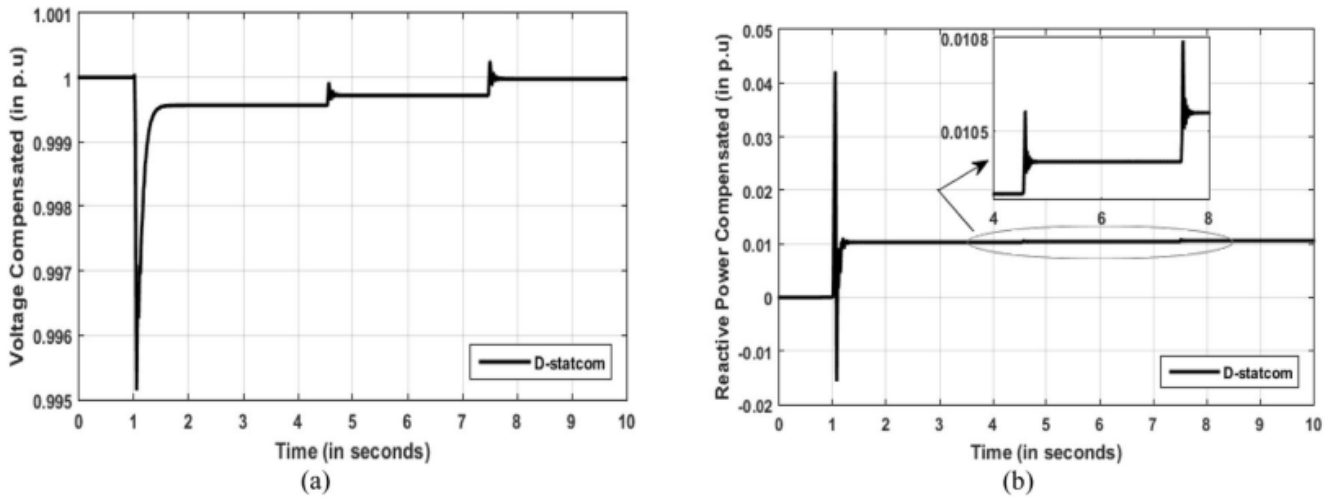 1.001
1
0.999
0.998
0.997
0.996
0.995
Voltage Compensated (in p.u)
D-statcom
0 1 2 3 4 5 6 7 8 9 10
Time (in seconds)
(a)
0.05
0.04
0.03
0.02
0.01
0
-0.01
-0.02
Reactive Power Compensated (in p.u)
0.0108
0.0105
4 6 8
D-statcom
0 1 2 3 4 5 6 7 8 9 10
Time (in seconds)
(b)